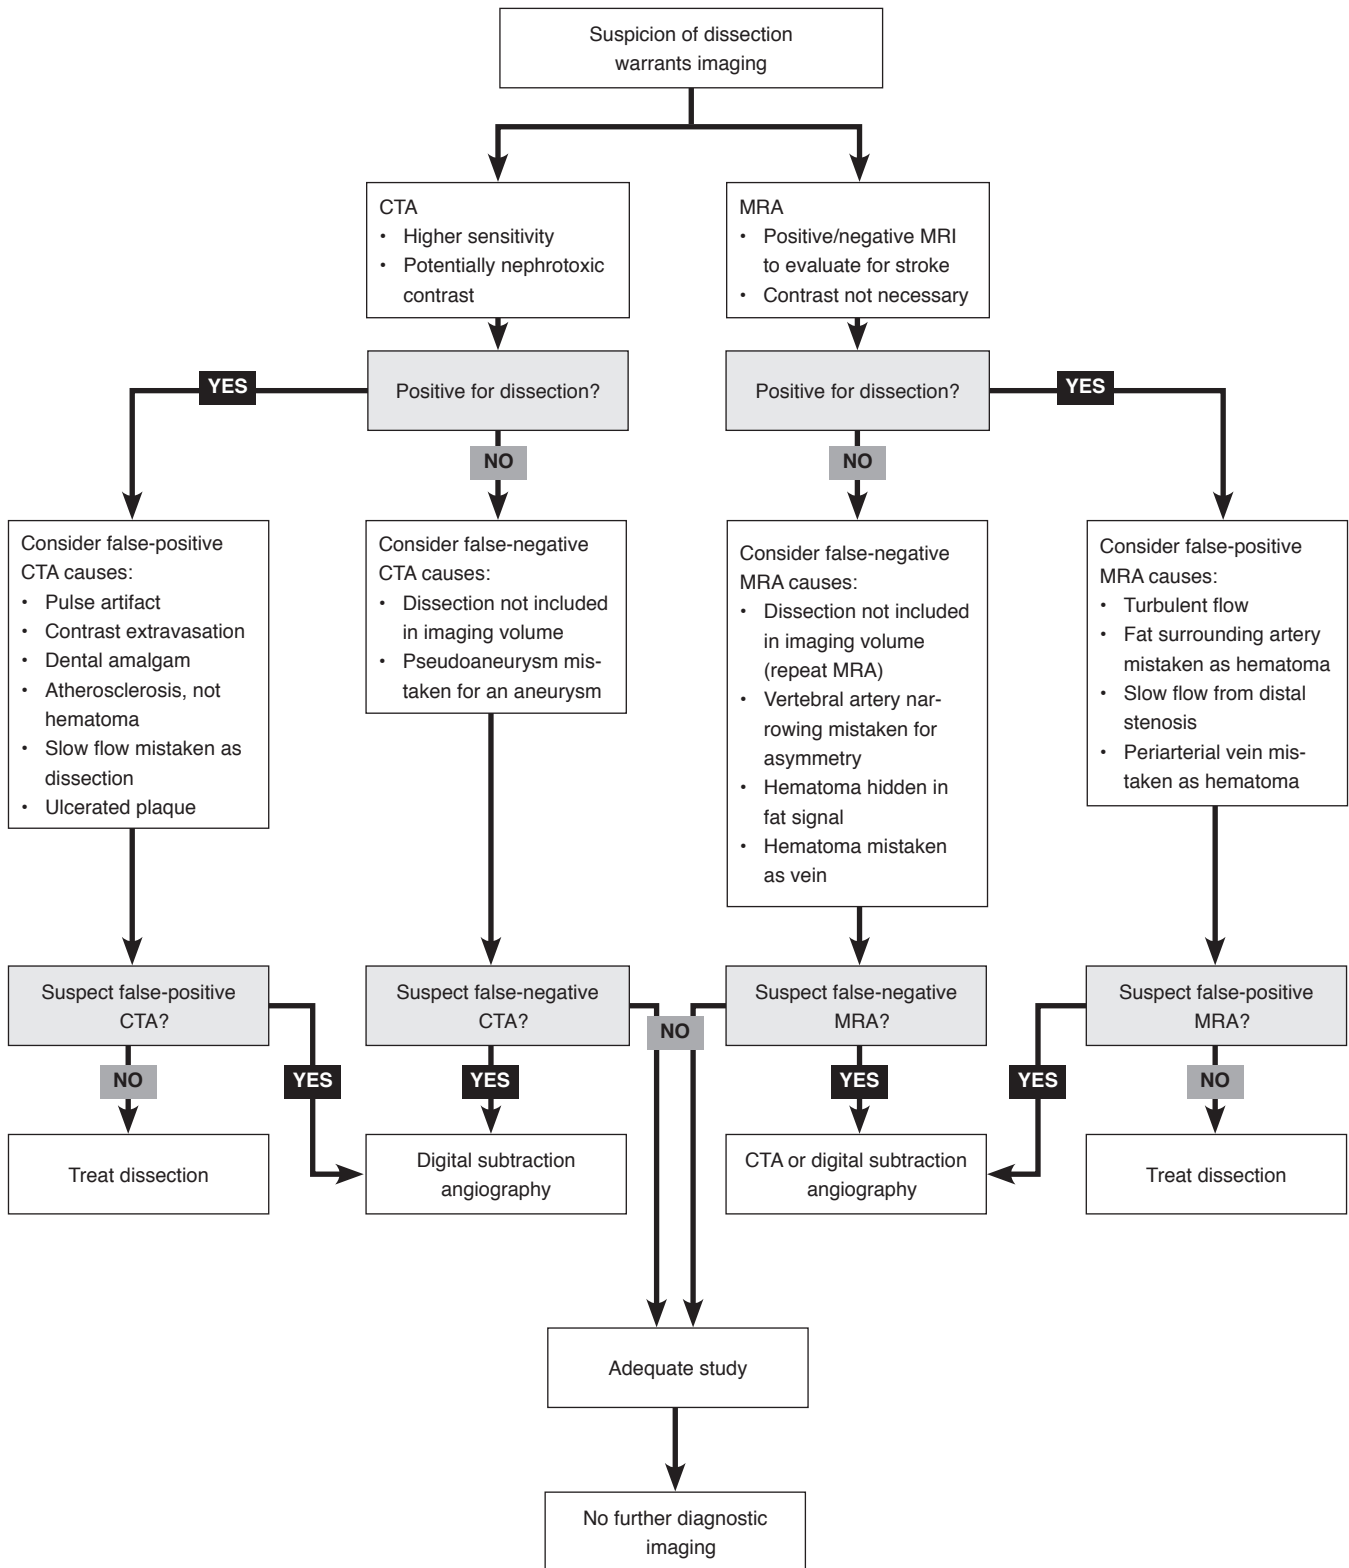 Suspicion of dissection
warrants imaging
CTA
• Higher sensitivity
• Potentially nephrotoxic
contrast
MRA
• Positive/negative MRI
to evaluate for stroke
• Contrast not necessary
YES
Positive for dissection?
Positive for dissection?
YES
NO
NO
Consider false-positive
CTA causes:
• Pulse artifact
• Contrast extravasation
• Dental amalgam
• Atherosclerosis, not
hematoma
• Slow flow mistaken as
dissection
• Ulcerated plaque
Consider false-negative
CTA causes:
• Dissection not included
in imaging volume
• Pseudoaneurysm mis-
taken for an aneurysm
Consider false-negative
MRA causes:
• Dissection not included
in imaging volume
(repeat MRA)
• Vertebral artery nar-
rowing mistaken for
asymmetry
• Hematoma hidden in
fat signal
• Hematoma mistaken
as vein
Consider false-positive
MRA causes:
• Turbulent flow
• Fat surrounding artery
mistaken as hematoma
• Slow flow from distal
stenosis
• Periarterial vein mis-
taken as hematoma
Suspect false-positive
CTA?
Suspect false-negative
CTA?
NO
Suspect false-negative
MRA?
Suspect false-positive
MRA?
NO
YES
YES
YES
YES
NO
Treat dissection
Digital subtraction
angiography
CTA or digital subtraction
angiography
Treat dissection
Adequate study
No further diagnostic
imaging